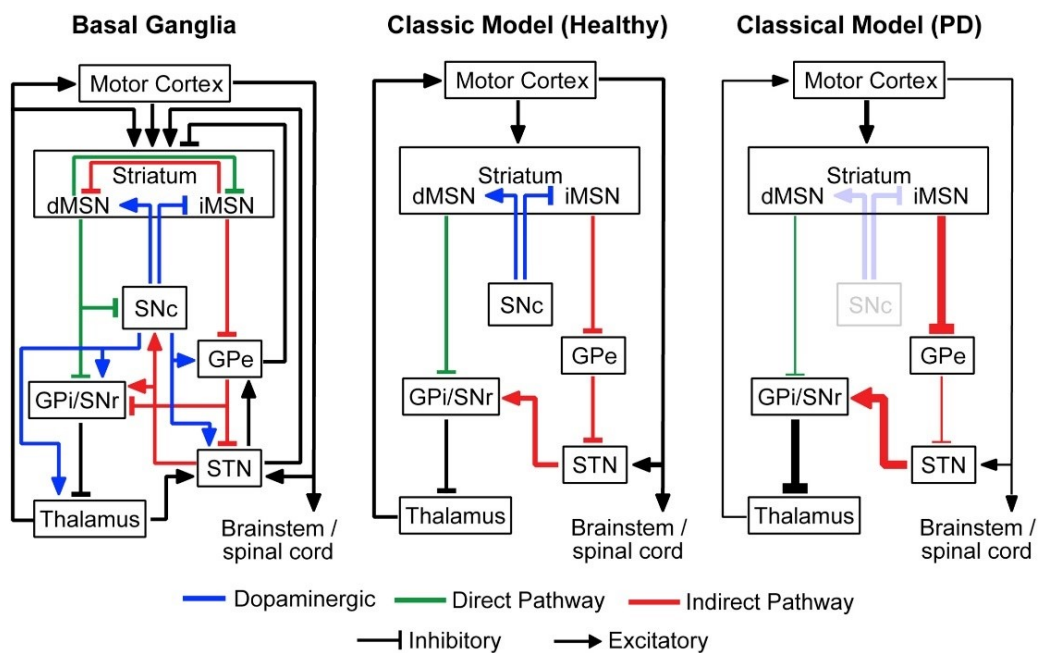 Basal Ganglia
Motor Cortex
Striatum
dMSN
iMSN
SNc
GPe
GPi/SNr
STN
Thalamus
Brainstem /
spinal cord
Classic Model (Healthy)
Motor Cortex
Striatum
dMSN
iMSN
SNc
GPe
GPi/SNr
STN
Thalamus
Brainstem /
spinal cord
Classical Model (PD)
Motor Cortex
Striatum
dMSN
iMSN
SNc
GPe
GPi/SNr
STN
Thalamus
Brainstem /
spinal cord
Dopaminergic
Direct Pathway
Indirect Pathway
Inhibitory
Excitatory